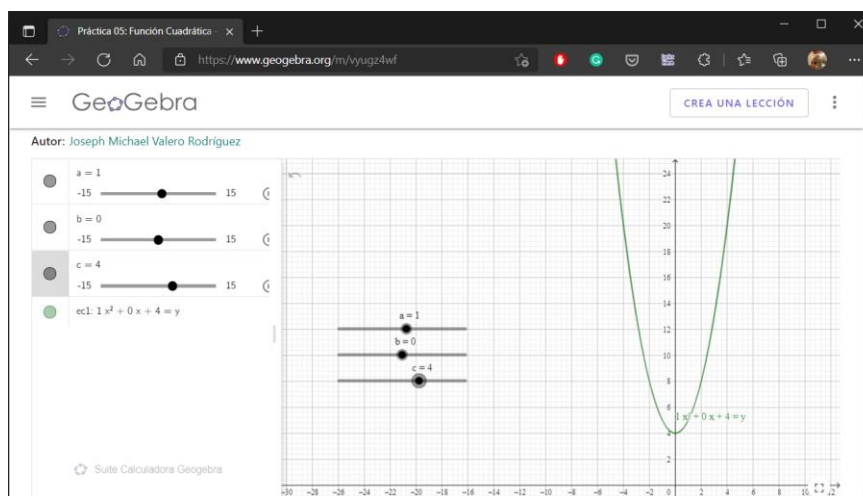 Práctica 05: Función Cuadrática -
https://www.geogebra.org/m/vyugz4wf
GeoGebra
CREA UNA LECCIÓN
Autor: Joseph Michael Valero Rodríguez
a = 1
-15 15
b = 0
-15 15
c = 4
-15 15
ec1: 1 x² + 0 x + 4 = y
Suite Calculadora Geogebra
a = 1
b = 0
c = 4
24
22
20
18
16
14
12
10
8
6
1 x² + 0 x + 4 = y
4
2
-30 -28 -26 -24 -22 -20 -18 -16 -14 -12 -10 -8 -6 -4 -2 0 2 4 6 8 10 12